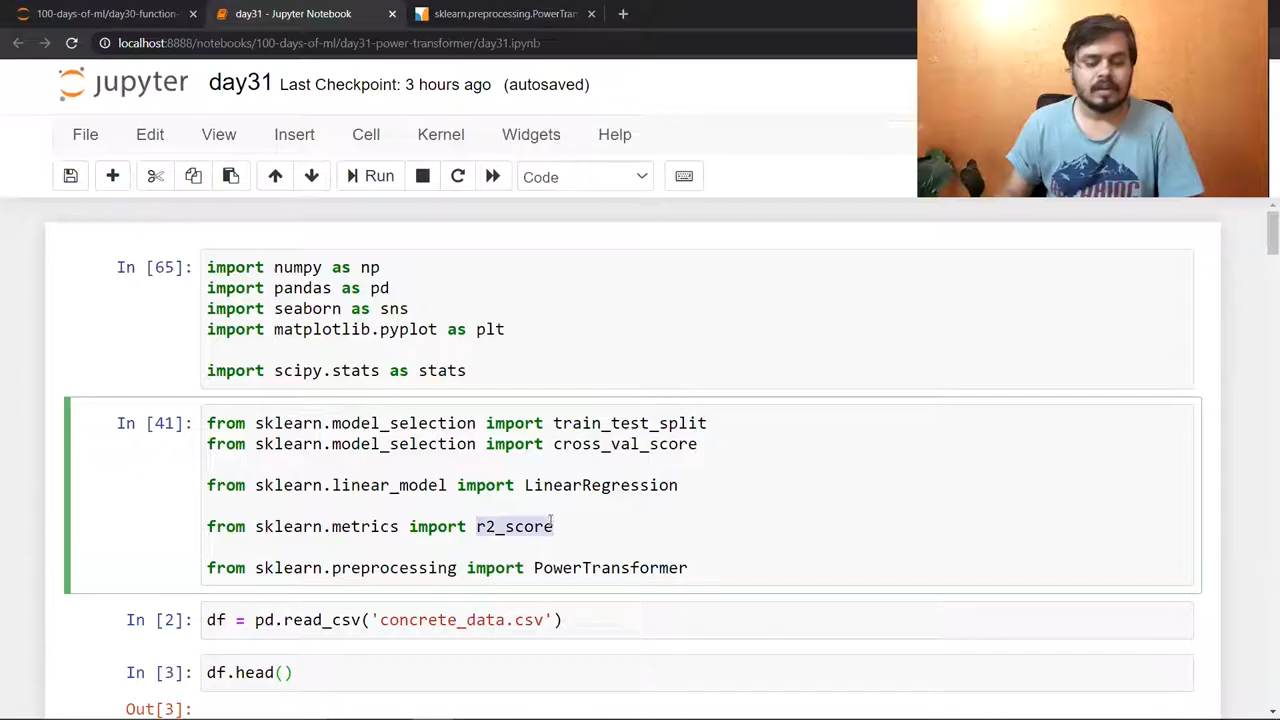 100-days-of-ml/day30-function-
day31 - Jupyter Notebook
sklearn.preprocessing.PowerTran
localhost:8888/notebooks/100-days-of-ml/day31-power-transformer/day31.ipynb
jupyter day31 Last Checkpoint: 3 hours ago (autosaved)
File Edit View Insert Cell Kernel Widgets Help
Run Code
In [65]: import numpy as np
import pandas as pd
import seaborn as sns
import matplotlib.pyplot as plt
import scipy.stats as stats
In [41]: from sklearn.model_selection import train_test_split
from sklearn.model_selection import cross_val_score
from sklearn.linear_model import LinearRegression
from sklearn.metrics import r2_score
from sklearn.preprocessing import PowerTransformer
In [2]: df = pd.read_csv('concrete_data.csv')
In [3]: df.head()
Out[3]: